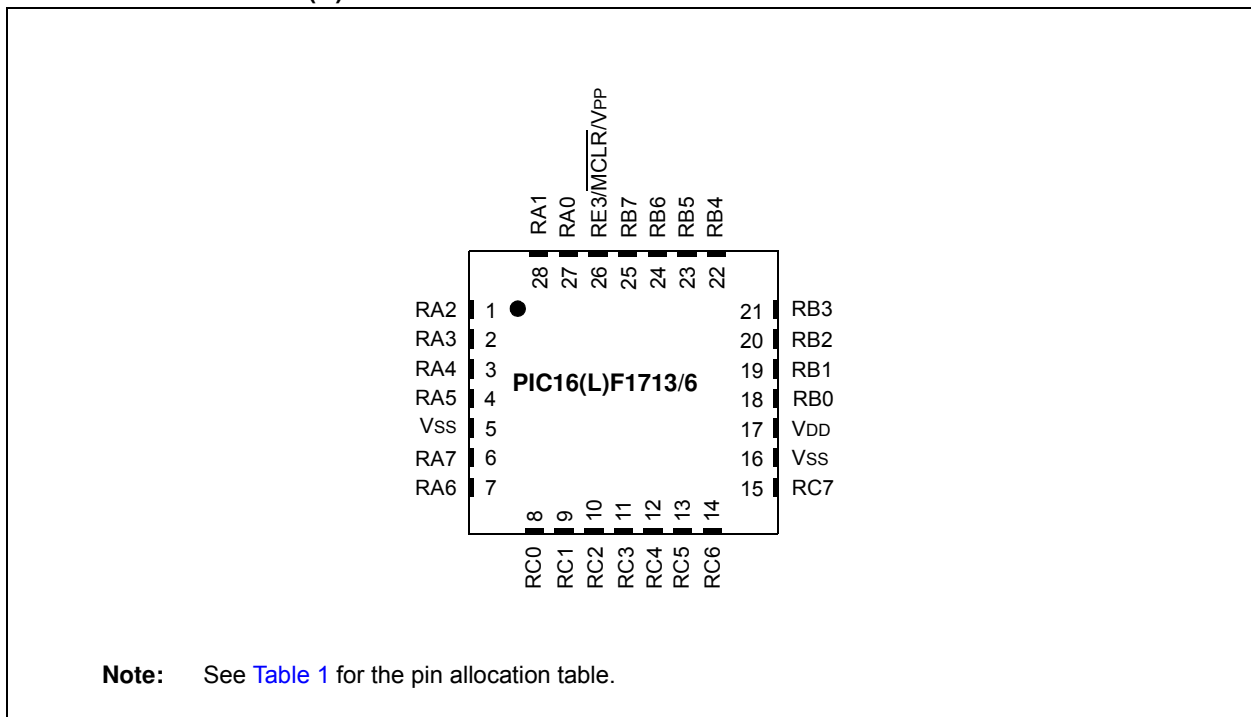 RA1
RA0
RE3/MCLR/VPP
RB7
RB6
RB5
RB4
28
27
26
25
24
23
22
RA2 1
RA3 2
RA4 3
RA5 4
VSS 5
RA7 6
RA6 7
PIC16(L)F1713/6
21 RB3
20 RB2
19 RB1
18 RB0
17 VDD
16 VSS
15 RC7
8
9
10
11
12
13
14
RC0
RC1
RC2
RC3
RC4
RC5
RC6
Note: See Table 1 for the pin allocation table.